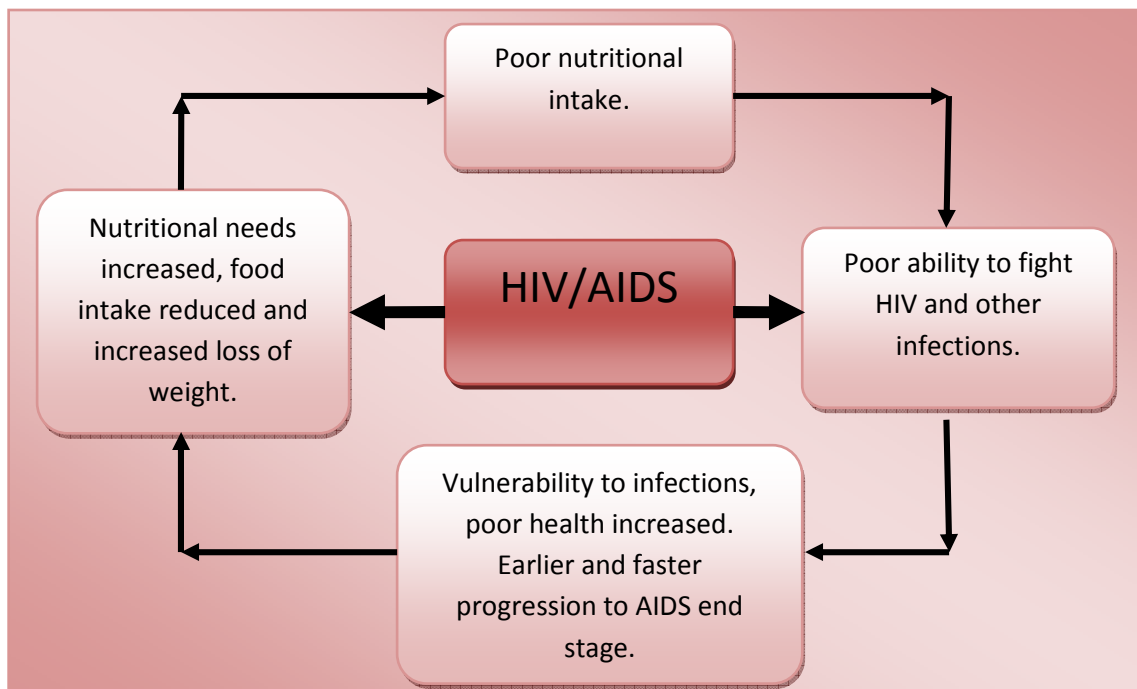 Poor nutritional
intake.
Nutritional needs
increased, food
intake reduced and
increased loss of
weight.
HIV/AIDS
Poor ability to fight
HIV and other
infections.
Vulnerability to infections,
poor health increased.
Earlier and faster
progression to AIDS end
stage.